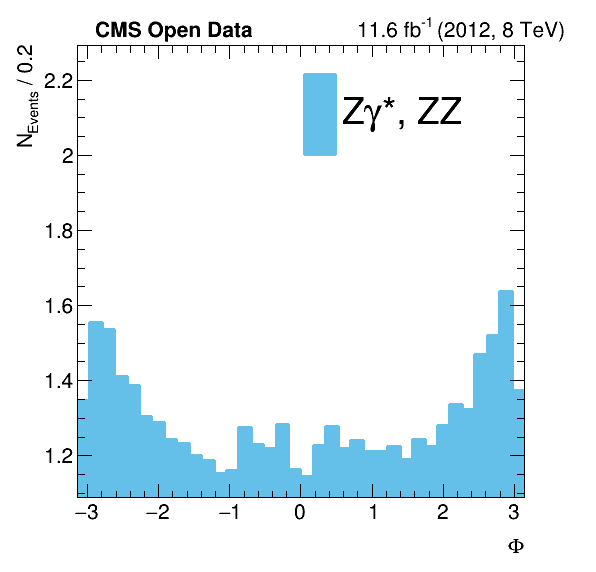 CMS Open Data 11.6 fb⁻¹ (2012, 8 TeV)
N_Events / 0.2
Zγ*, ZZ
2.2
2
1.8
1.6
1.4
1.2
−3 −2 −1 0 1 2 3
Φ